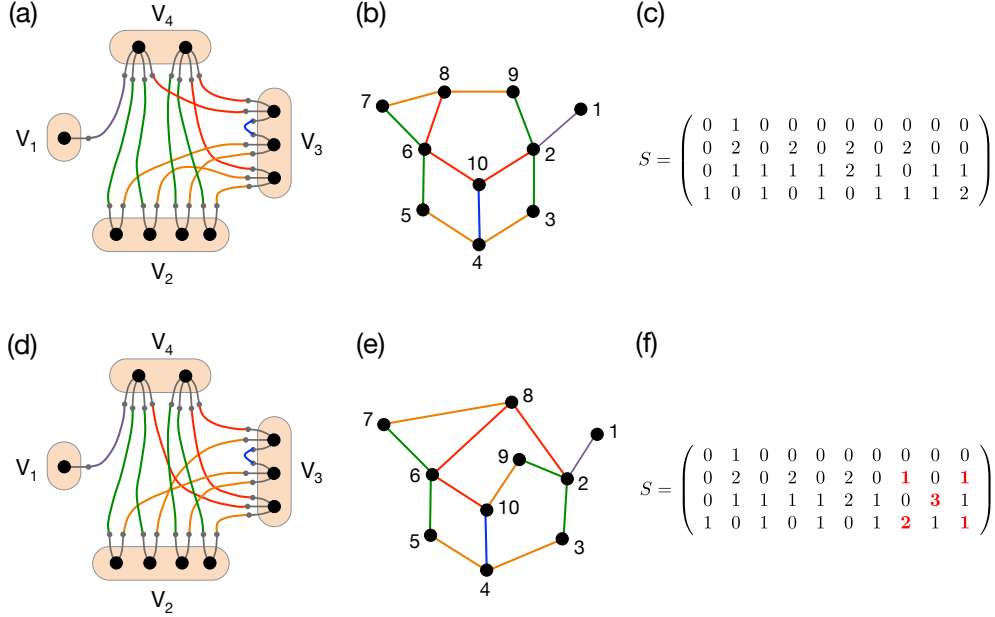 (a)
V4
V1
V3
V2
(b)
8
9
7
1
6
10
2
5
3
4
(c)
S =
0 1 0 0 0 0 0 0 0 0
0 2 0 2 0 2 0 2 0 0
0 1 1 1 1 2 1 0 1 1
1 0 1 0 1 0 1 1 1 2
(d)
V4
V1
V3
V2
(e)
8
7
1
9
6
2
10
5
3
4
(f)
S =
0 1 0 0 0 0 0 0 0 0
0 2 0 2 0 2 0 1 0 1
0 1 1 1 1 2 1 0 3 1
1 0 1 0 1 0 1 2 1 1